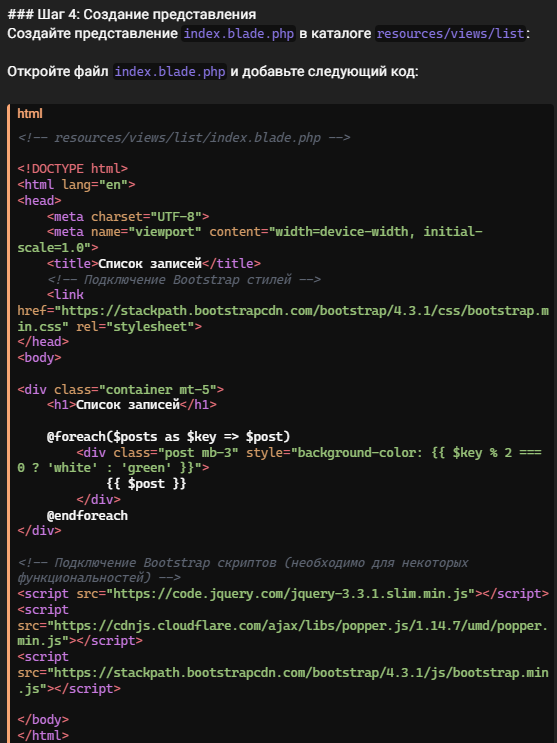 ### Шаг 4: Создание представления
Создайте представление index.blade.php в каталоге resources/views/list:
Откройте файл index.blade.php и добавьте следующий код:
html
<!-- resources/views/list/index.blade.php -->
<!DOCTYPE html>
<html lang="en">
<head>
    <meta charset="UTF-8">
    <meta name="viewport" content="width=device-width, initial-
scale=1.0">
    <title>Список записей</title>
    <!-- Подключение Bootstrap стилей -->
    <link
href="https://stackpath.bootstrapcdn.com/bootstrap/4.3.1/css/bootstrap.m
in.css" rel="stylesheet">
</head>
<body>
<div class="container mt-5">
    <h1>Список записей</h1>
    @foreach($posts as $key => $post)
        <div class="post mb-3" style="background-color: {{ $key % 2 ===
0 ? 'white' : 'green' }}">
            {{ $post }}
        </div>
    @endforeach
</div>
<!-- Подключение Bootstrap скриптов (необходимо для некоторых
функциональностей) -->
<script src="https://code.jquery.com/jquery-3.3.1.slim.min.js"></script>
<script
src="https://cdnjs.cloudflare.com/ajax/libs/popper.js/1.14.7/umd/popper.
min.js"></script>
<script
src="https://stackpath.bootstrapcdn.com/bootstrap/4.3.1/js/bootstrap.min
.js"></script>
</body>
</html>